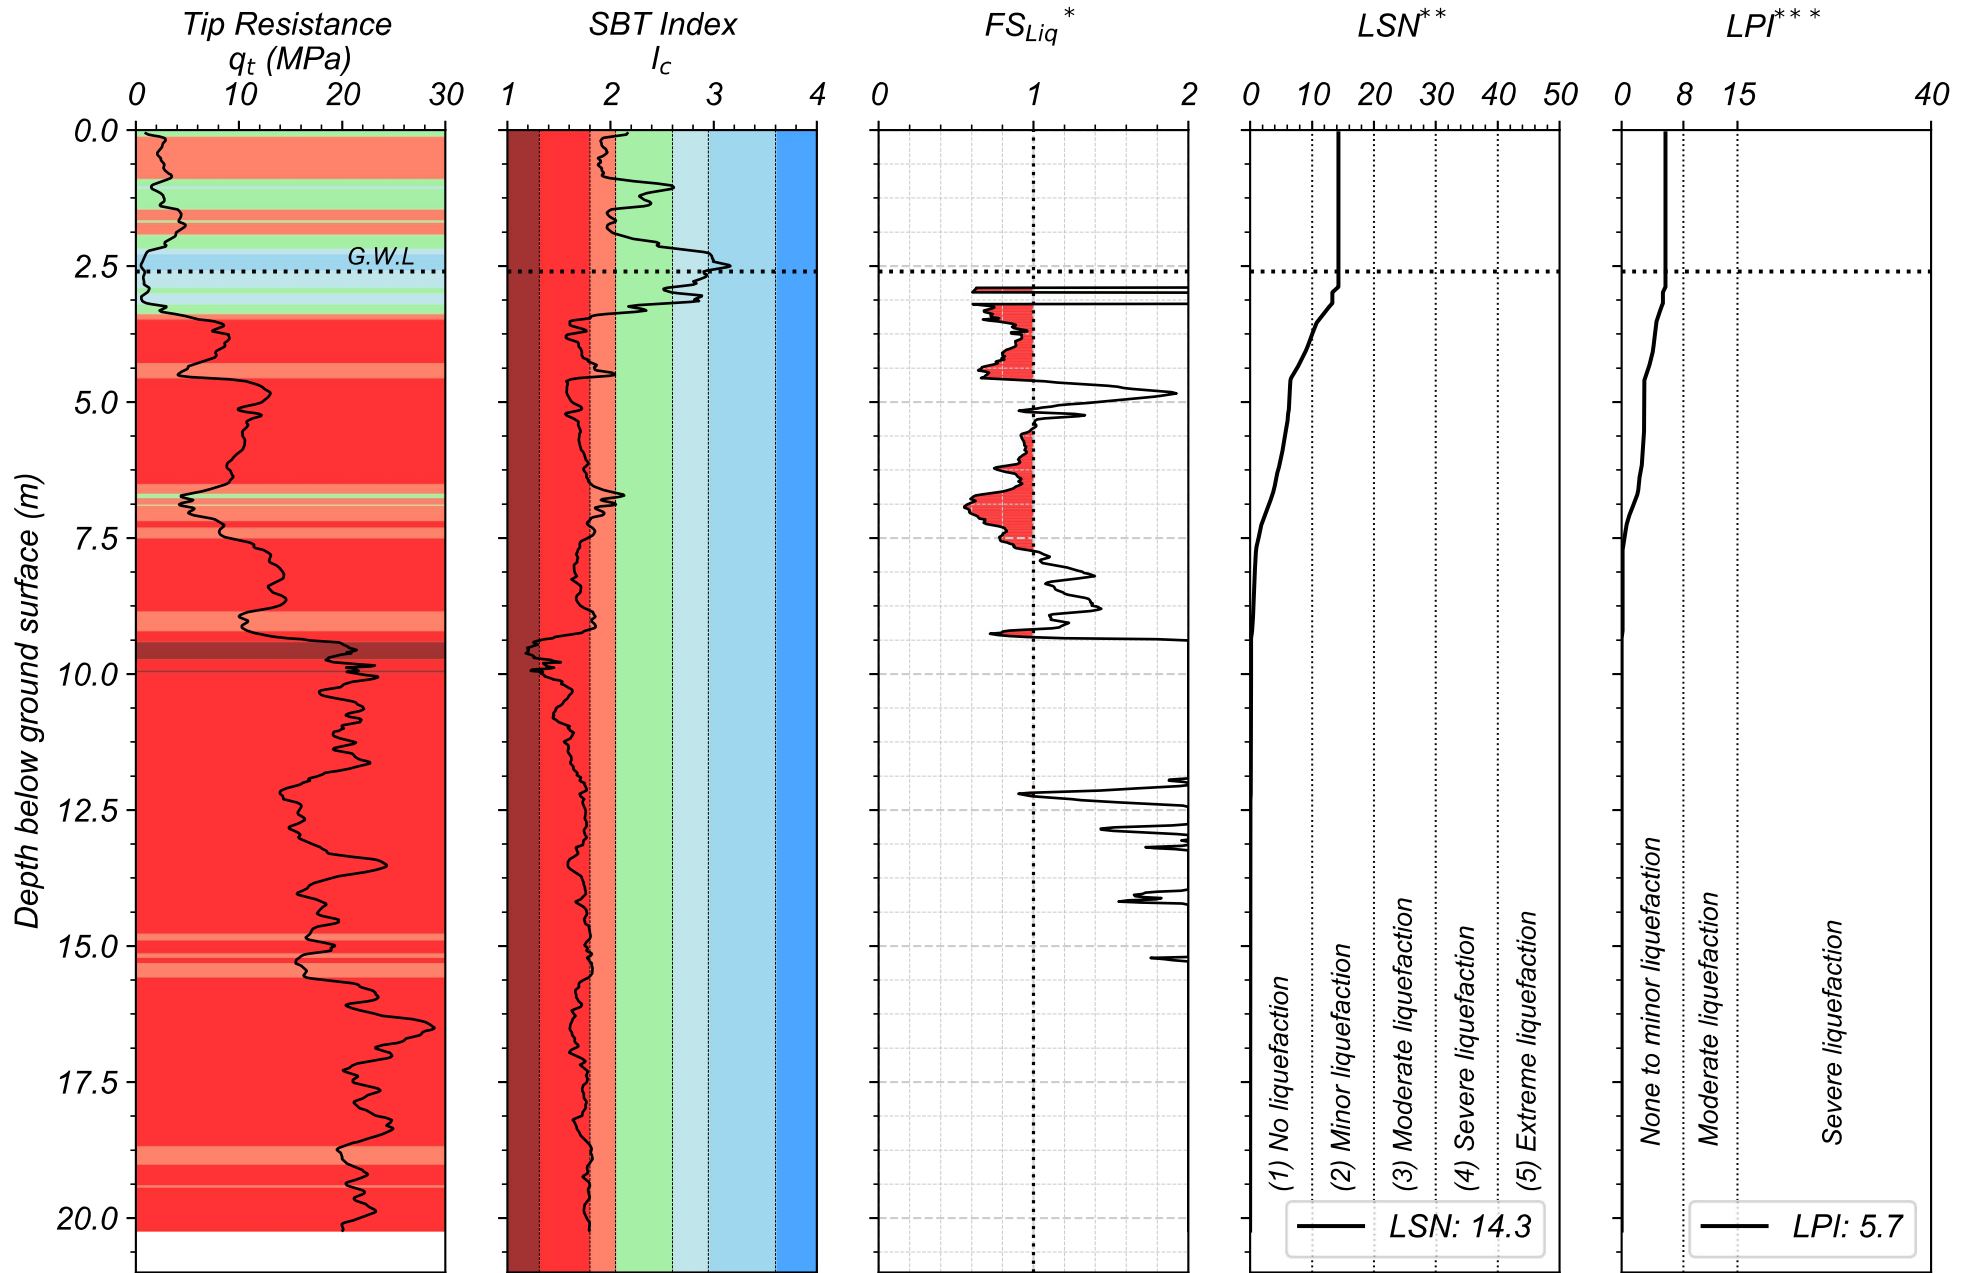 Tip Resistance
qt (MPa)
0 10 20 30
SBT Index
Ic
1 2 3 4
FSLiq*
0 1 2
LSN**
0 10 20 30 40 50
LPI***
0 8 15 40
Depth below ground surface (m)
0.0
2.5
5.0
7.5
10.0
12.5
15.0
17.5
20.0
G.W.L
(1) No liquefaction
(2) Minor liquefaction
(3) Moderate liquefaction
(4) Severe liquefaction
(5) Extreme liquefaction
LSN: 14.3
None to minor liquefaction
Moderate liquefaction
Severe liquefaction
LPI: 5.7